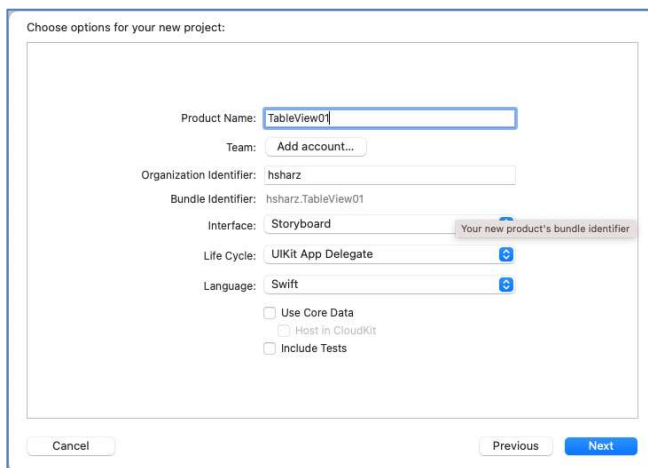 Choose options for your new project:
Product Name: TableView01
Team: Add account...
Organization Identifier: hsharz
Bundle Identifier: hsharz.TableView01
Interface: Storyboard
Your new product's bundle identifier
Life Cycle: UIKit App Delegate
Language: Swift
Use Core Data
Host in CloudKit
Include Tests
Cancel Previous Next